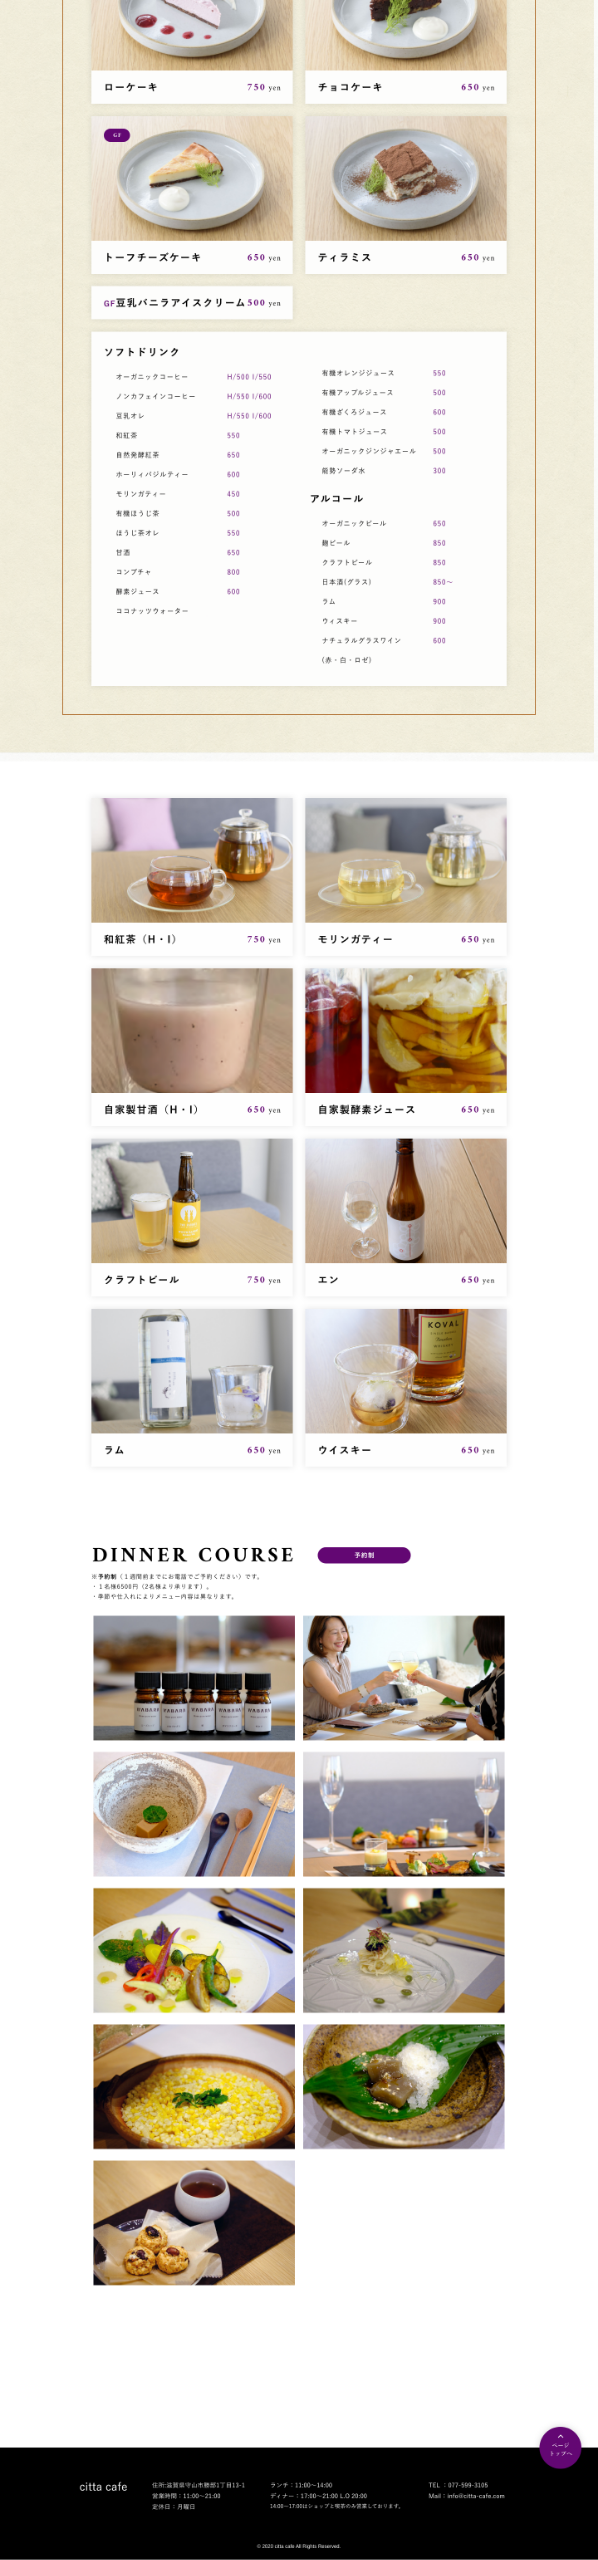 ローケーキ 750 yen
チョコケーキ 650 yen
GF
トーフチーズケーキ 650 yen
ティラミス 650 yen
GF豆乳バニラアイスクリーム 500 yen
ソフトドリンク
オーガニックコーヒー H/500 I/550
ノンカフェインコーヒー H/550 I/600
豆乳オレ H/550 I/600
和紅茶 550
自然発酵紅茶 650
ホーリィバジルティー 600
モリンガティー 450
有機ほうじ茶 500
ほうじ茶オレ 550
甘酒 650
コンブチャ 800
酵素ジュース 600
ココナッツウォーター
有機オレンジジュース 550
有機アップルジュース 500
有機ざくろジュース 600
有機トマトジュース 500
オーガニックジンジャエール 500
能勢ソーダ水 300
アルコール
オーガニックビール 650
麹ビール 850
クラフトビール 850
日本酒(グラス) 850〜
ラム 900
ウィスキー 900
ナチュラルグラスワイン 600
(赤・白・ロゼ)
和紅茶（H・I） 750 yen
モリンガティー 650 yen
自家製甘酒（H・I） 650 yen
自家製酵素ジュース 650 yen
クラフトビール 750 yen
エン 650 yen
KOVAL
ラム 650 yen
ウイスキー 650 yen
DINNER COURSE 予約制
※予約制（１週間前までにお電話でご予約ください）です。
・１名様6500円（2名様より承ります）。
・季節や仕入れによりメニュー内容は異なります。
WABARA WABARA WABARA WABARA WABARA
ページ
トップへ
citta cafe
住所:滋賀県守山市勝部1丁目13-1
営業時間：11:00〜21:00
定休日：月曜日
ランチ：11:00〜14:00
ディナー：17:00〜21:00 L.O 20:00
14:00〜17:00はショップと喫茶のみ営業しております。
TEL ：077-599-3105
Mail：info@citta-cafe.com
© 2020 citta cafe All Rights Reserved.